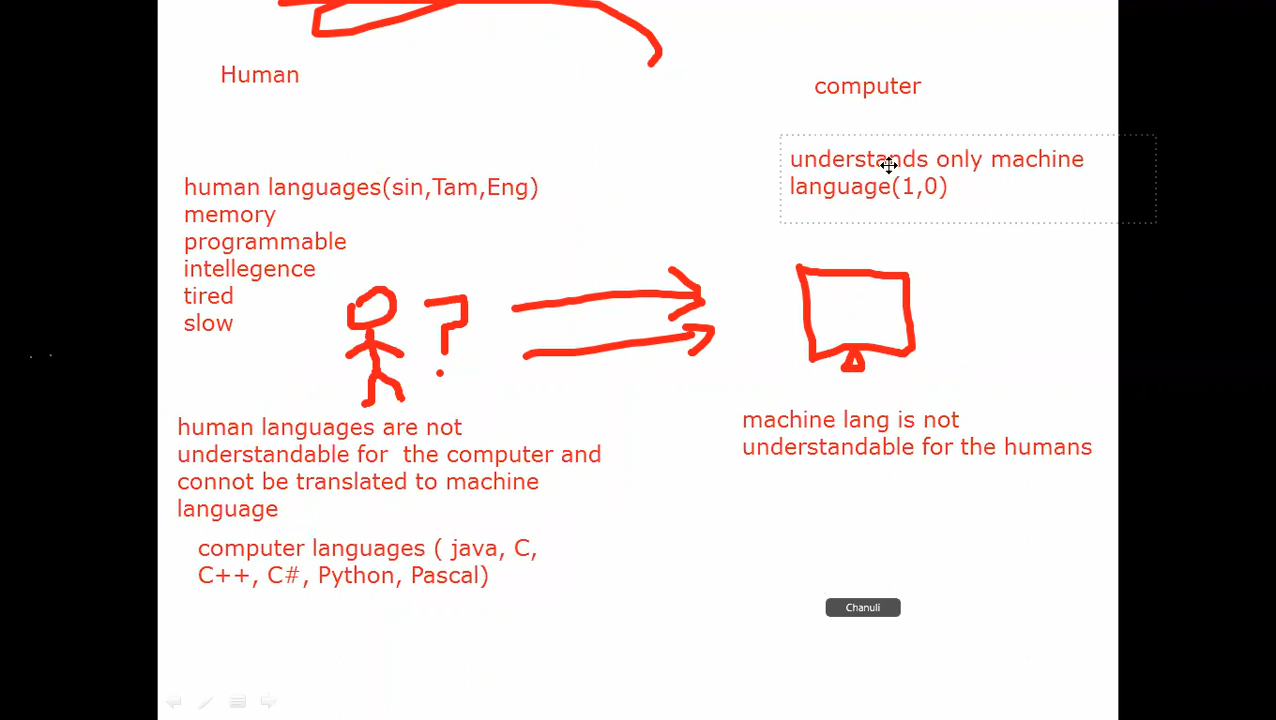 Human
computer
understands only machine
language(1,0)
human languages(sin,Tam,Eng)
memory
programmable
intellegence
tired
slow
?
human languages are not
understandable for  the computer and
connot be translated to machine
language
machine lang is not
understandable for the humans
computer languages ( java, C,
C++, C#, Python, Pascal)
Chanuli